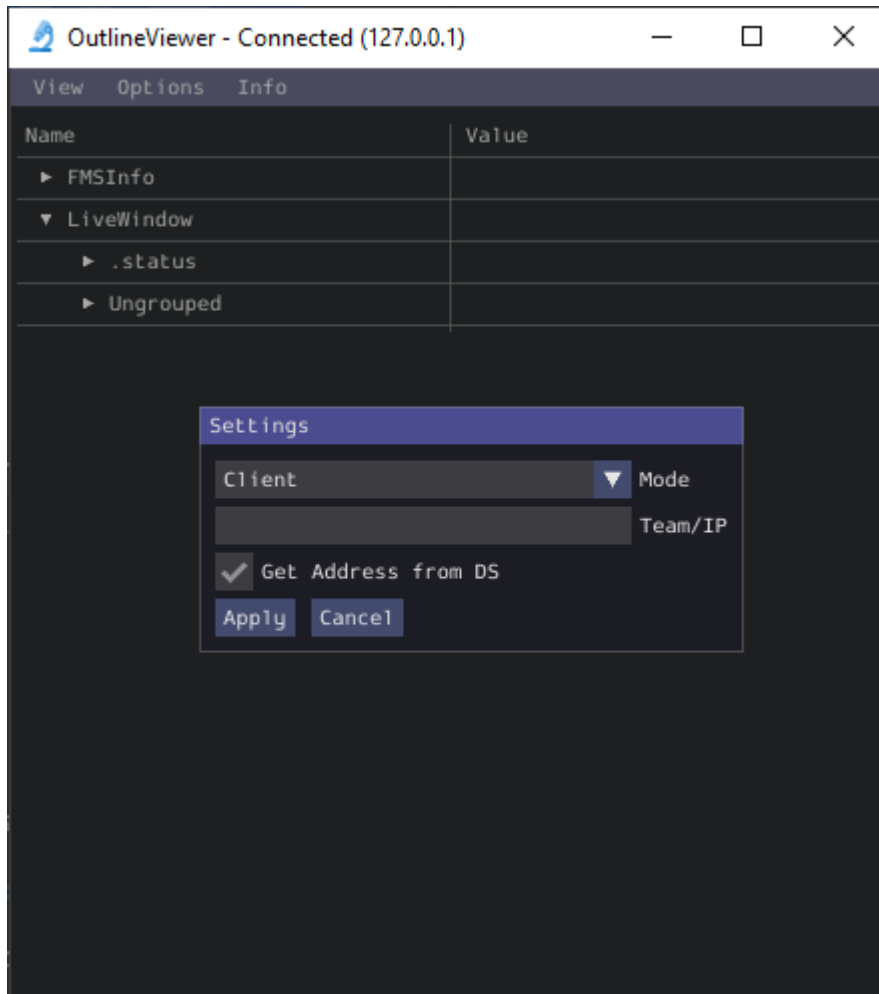 OutlineViewer - Connected (127.0.0.1)
View Options Info
Name Value
FMSInfo
LiveWindow
.status
Ungrouped
Settings
Client Mode
Team/IP
Get Address from DS
Apply Cancel